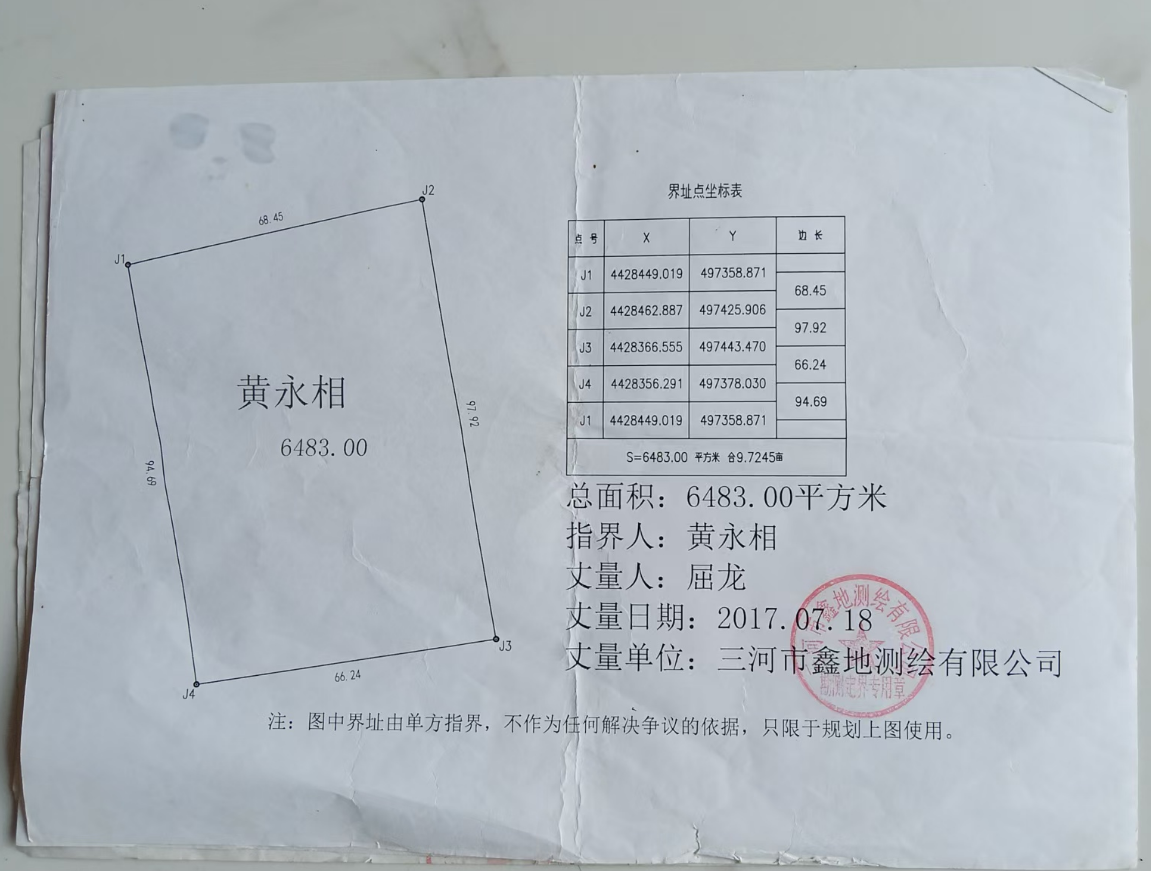 J1
68.45
J2
黄永相
6483.00
97.92
94.69
J3
66.24
J4
界址点坐标表
点号 X Y 边长
J1 4428449.019 497358.871
68.45
J2 4428462.887 497425.906
97.92
J3 4428366.555 497443.470
66.24
J4 4428356.291 497378.030
94.69
J1 4428449.019 497358.871
S=6483.00 平方米 合9.7245亩
总面积：6483.00平方米
指界人：黄永相
丈量人：屈龙
丈量日期：2017.07.18
丈量单位：三河市鑫地测绘有限公司
勘测定界专用章
注：图中界址由单方指界，不作为任何解决争议的依据，只限于规划上图使用。